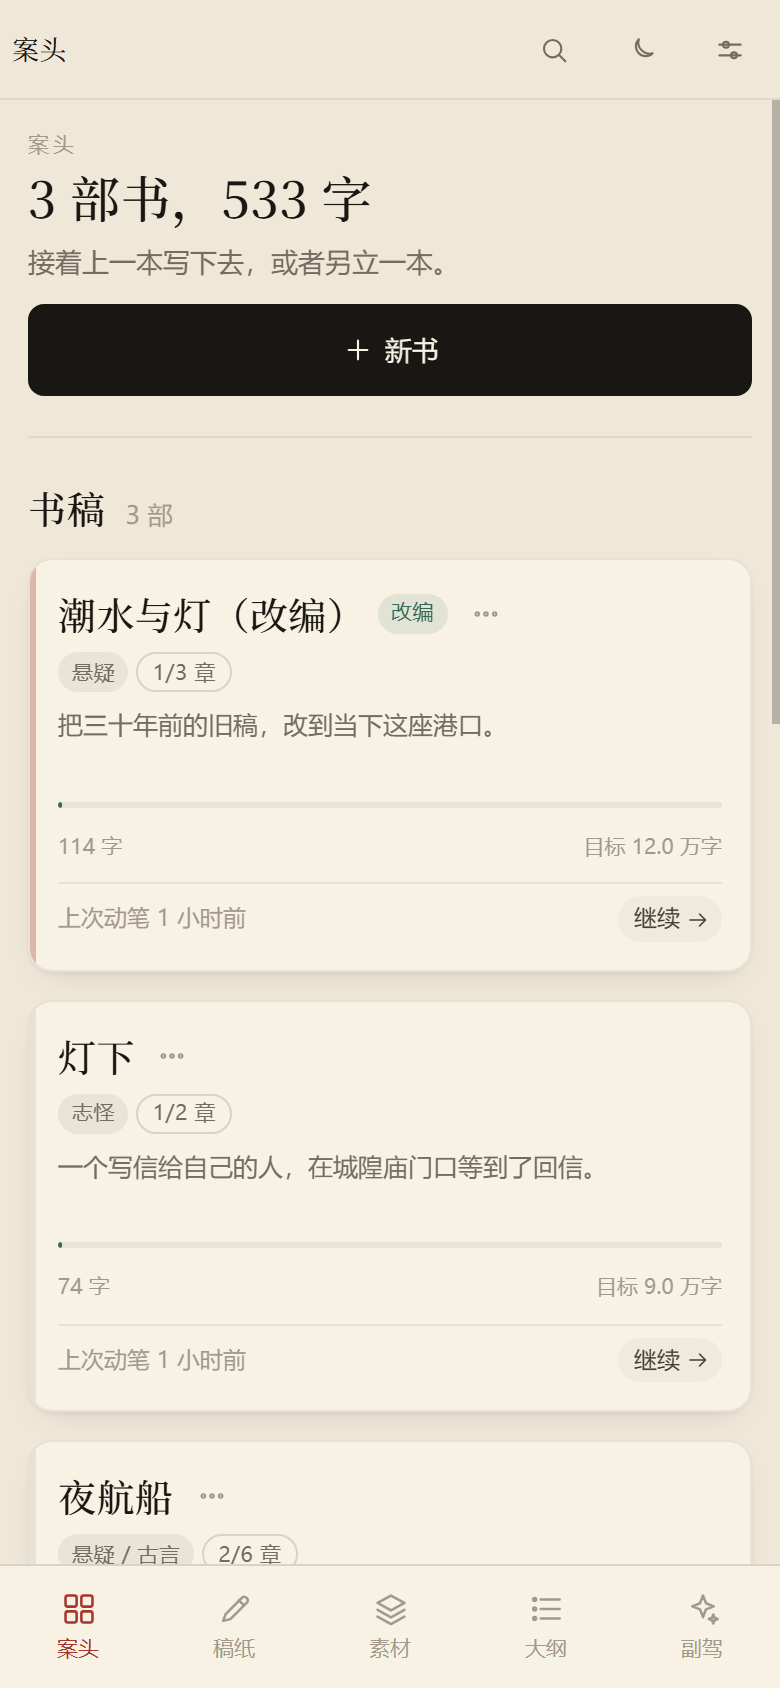 案头
案头
3 部书，533 字
接着上一本写下去，或者另立一本。
新书
书稿 3 部
潮水与灯（改编） 改编
悬疑 1/3 章
把三十年前的旧稿，改到当下这座港口。
114 字 目标 12.0 万字
上次动笔 1 小时前 继续 →
灯下
志怪 1/2 章
一个写信给自己的人，在城隍庙门口等到了回信。
74 字 目标 9.0 万字
上次动笔 1 小时前 继续 →
夜航船
悬疑 / 古言 2/6 章
案头 稿纸 素材 大纲 副驾